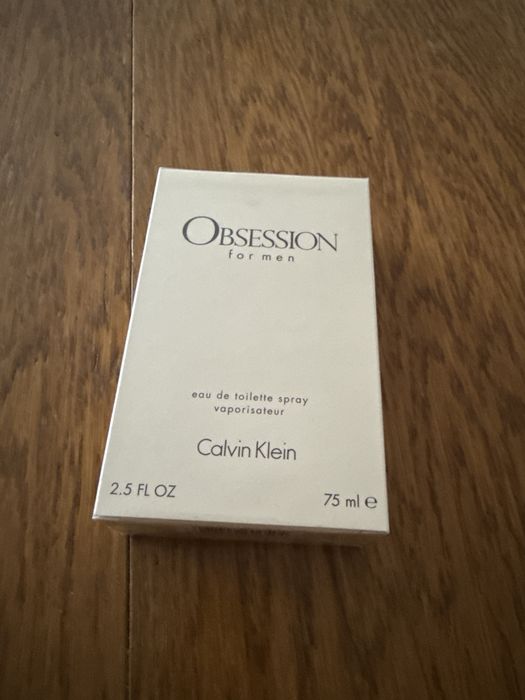 OBSESSION
for men
eau de toilette spray
vaporisateur
Calvin Klein
2.5 FL OZ
75 ml ℮